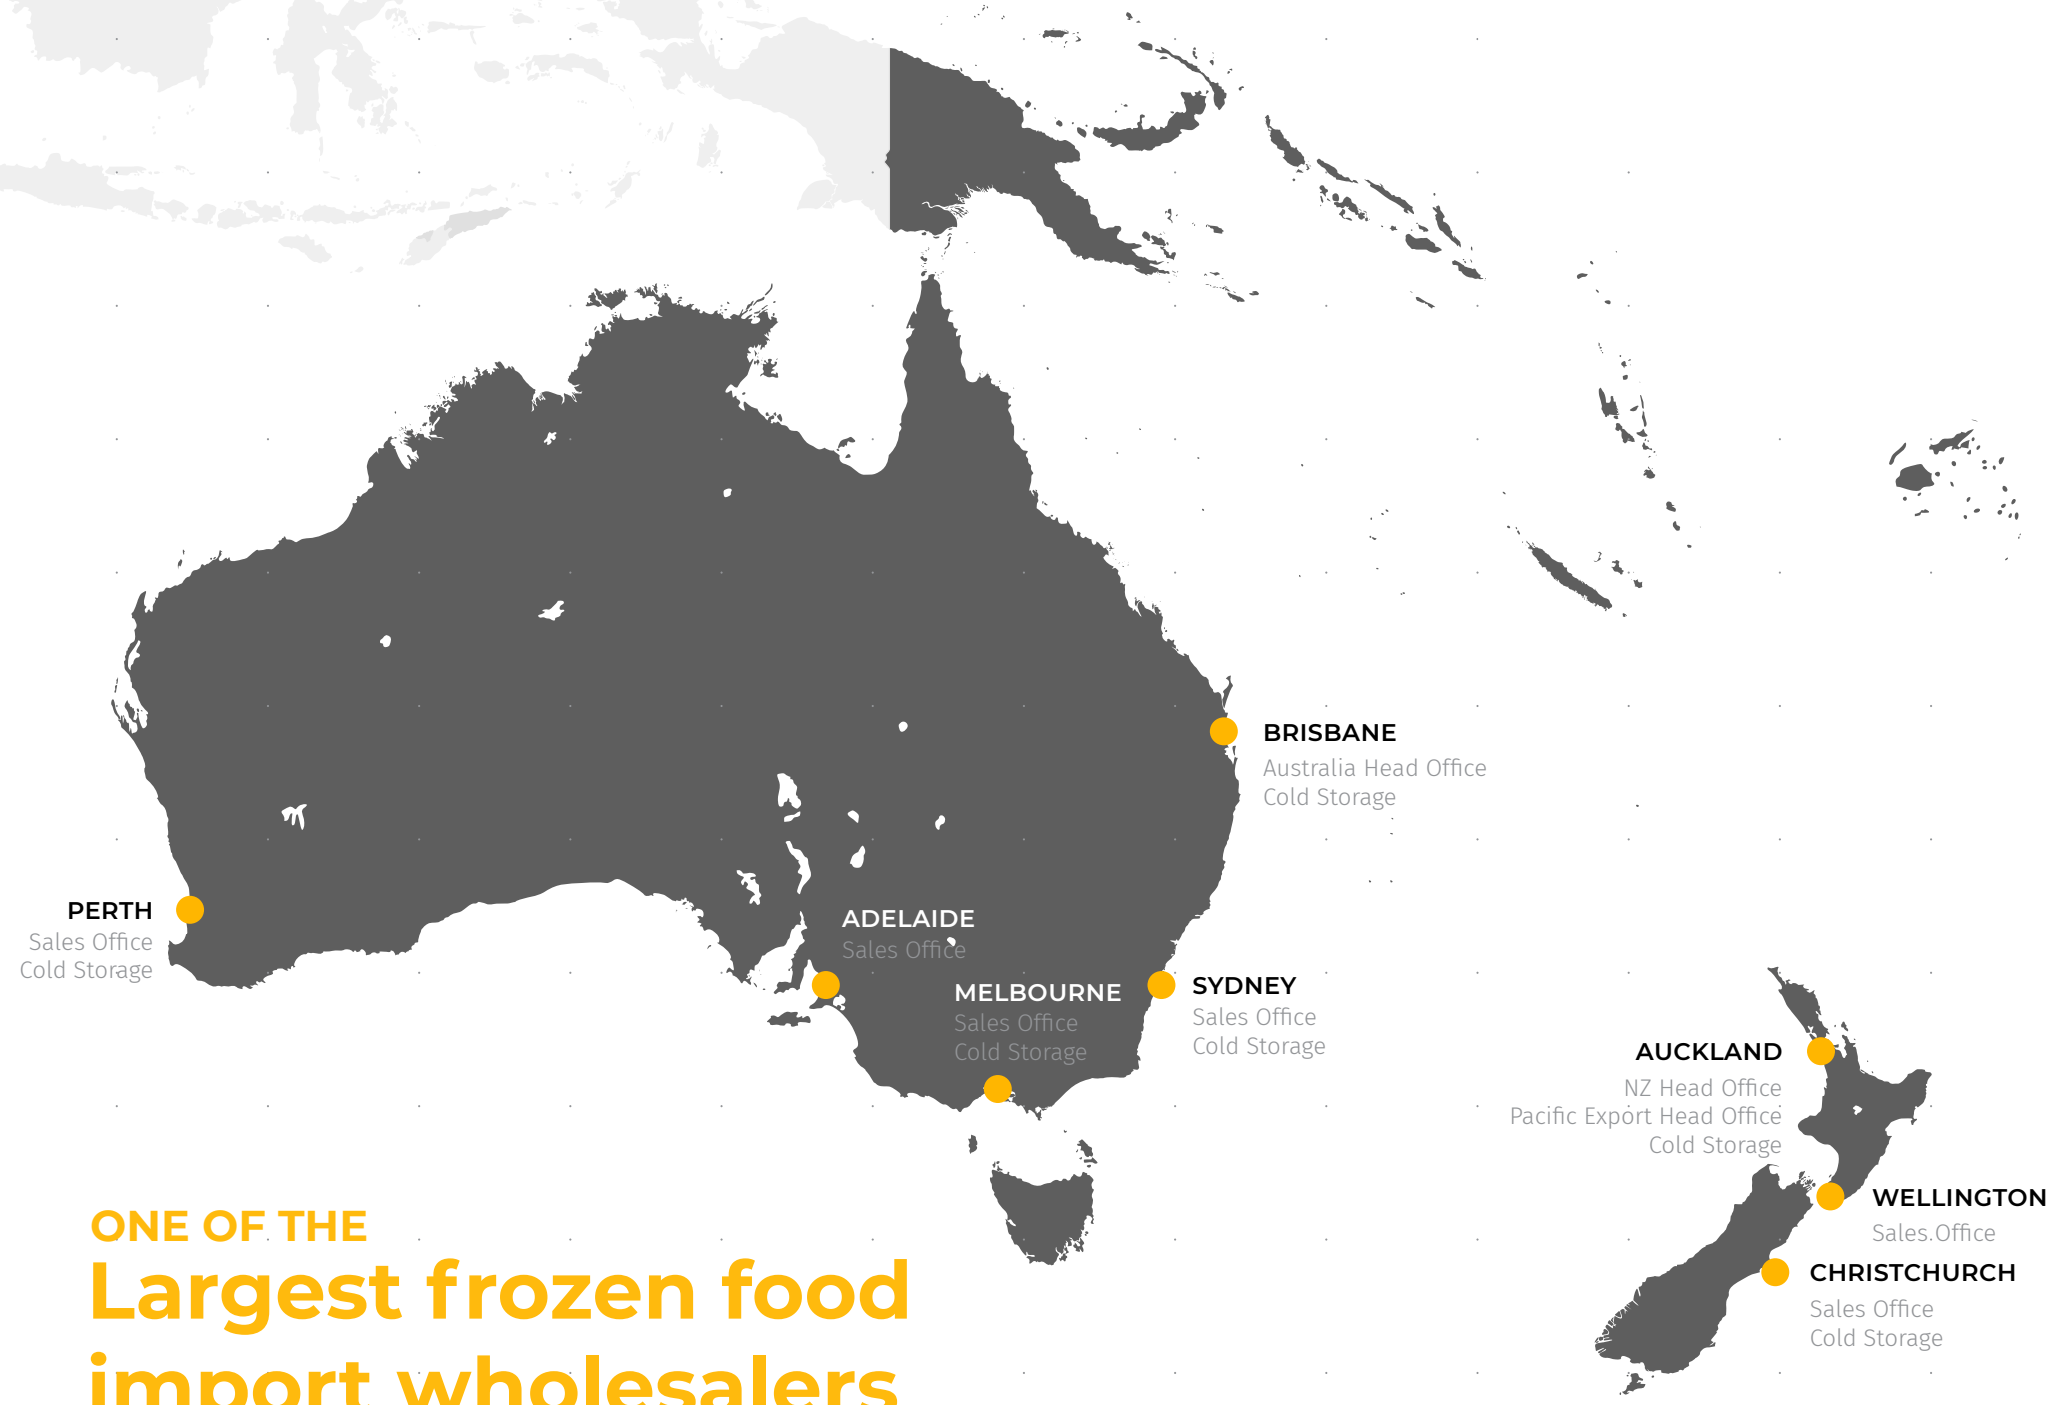 BRISBANE
Australia Head Office
Cold Storage
PERTH
Sales Office
Cold Storage
ADELAIDE
Sales Office
MELBOURNE
Sales Office
Cold Storage
SYDNEY
Sales Office
Cold Storage
AUCKLAND
NZ Head Office
Pacific Export Head Office
Cold Storage
WELLINGTON
Sales Office
CHRISTCHURCH
Sales Office
Cold Storage
ONE OF THE
Largest frozen food
import wholesalers